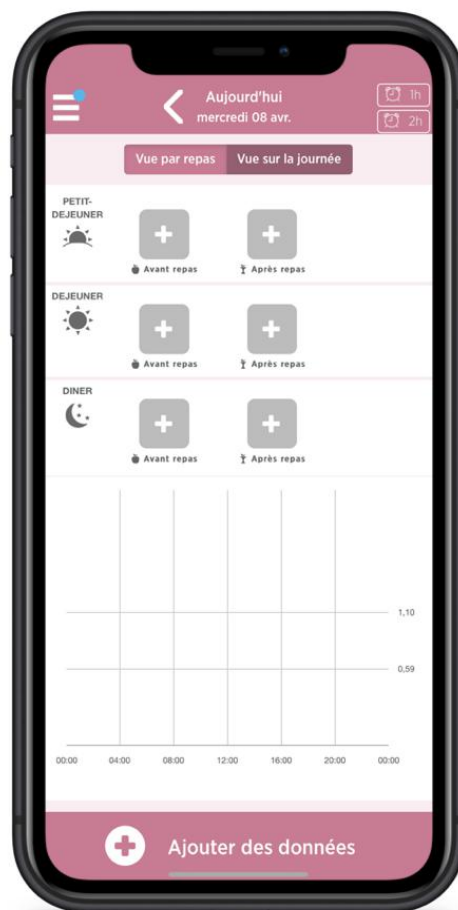 Aujourd'hui
mercredi 08 avr.
1h
2h
Vue par repas Vue sur la journée
PETIT-
DEJEUNER
Avant repas Après repas
DEJEUNER
Avant repas Après repas
DINER
Avant repas Après repas
1,10
0,59
00:00 04:00 08:00 12:00 16:00 20:00 00:00
Ajouter des données